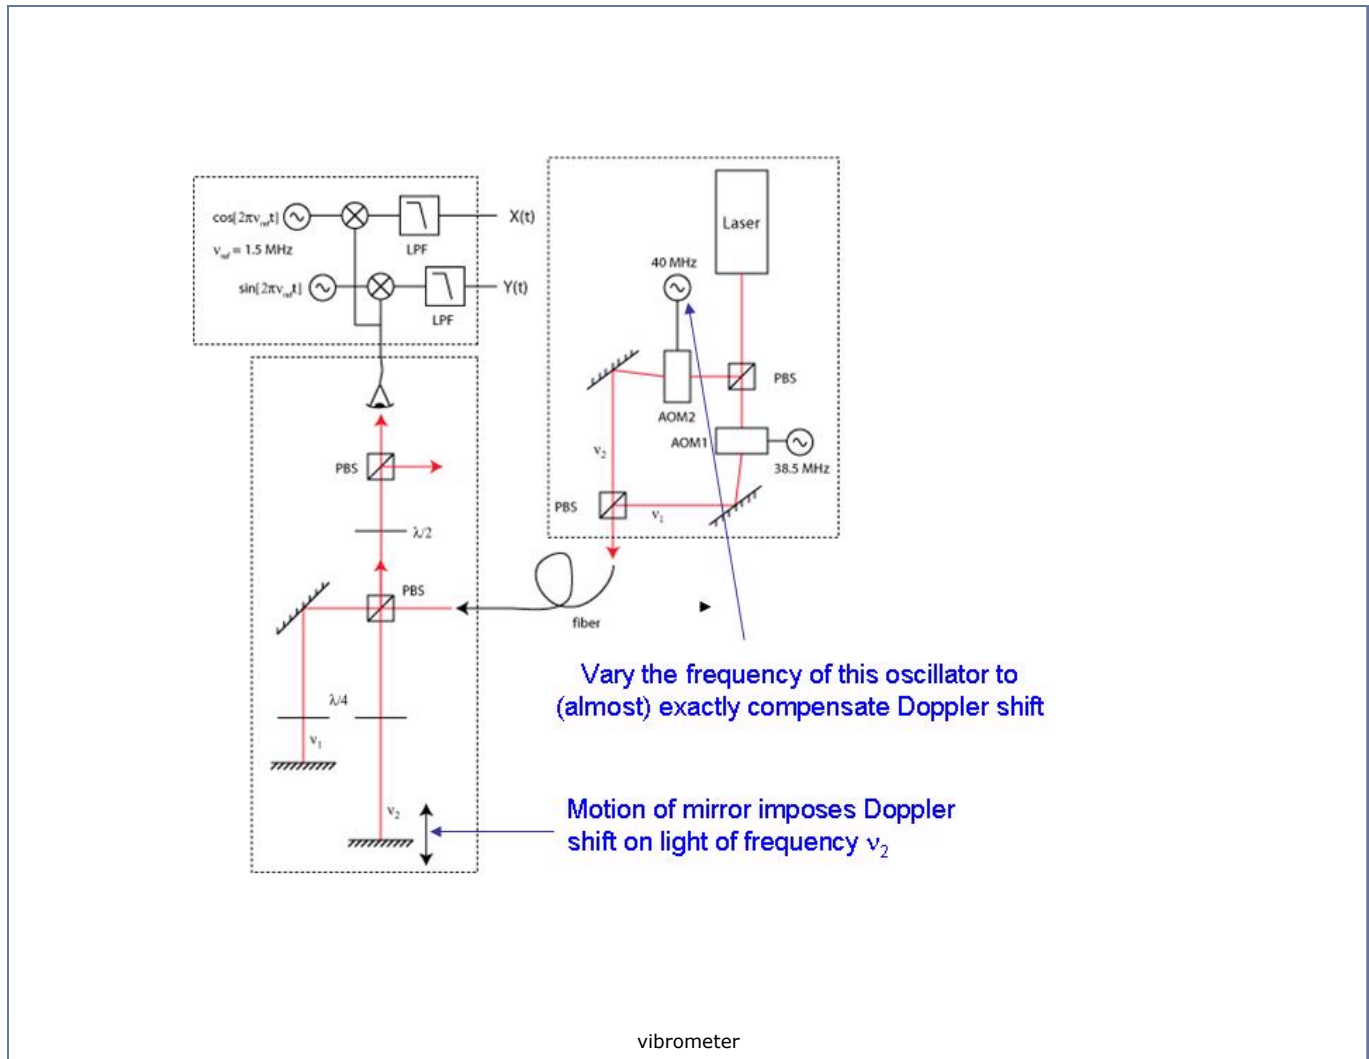 cos[2πν_ref t]
X(t)
ν_ref = 1.5 MHz
LPF
sin[2πν_ref t]
Y(t)
LPF
Laser
40 MHz
PBS
AOM2
AOM1
38.5 MHz
ν₂
PBS
ν₁
PBS
λ/2
PBS
fiber
λ/4
ν₁
ν₂
Vary the frequency of this oscillator to
(almost) exactly compensate Doppler shift
Motion of mirror imposes Doppler
shift on light of frequency ν₂
vibrometer